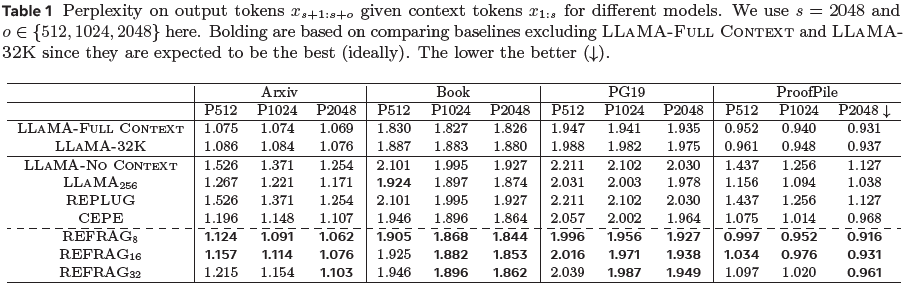 Table 1 Perplexity on output tokens x_{s+1:s+o} given context tokens x_{1:s} for different models. We use s = 2048 and
o ∈ {512, 1024, 2048} here. Bolding are based on comparing baselines excluding LLaMA-Full Context and LLaMA-
32K since they are expected to be the best (ideally). The lower the better (↓).
Arxiv Book PG19 ProofPile
P512 P1024 P2048 P512 P1024 P2048 P512 P1024 P2048 P512 P1024 P2048 ↓
LLaMA-Full Context 1.075 1.074 1.069 1.830 1.827 1.826 1.947 1.941 1.935 0.952 0.940 0.931
LLaMA-32K 1.086 1.084 1.076 1.887 1.883 1.880 1.988 1.982 1.975 0.961 0.948 0.937
LLaMA-No Context 1.526 1.371 1.254 2.101 1.995 1.927 2.211 2.102 2.030 1.437 1.256 1.127
LLaMA_{256} 1.267 1.221 1.171 1.924 1.897 1.874 2.031 2.003 1.978 1.156 1.094 1.038
REPLUG 1.526 1.371 1.254 2.101 1.995 1.927 2.211 2.102 2.030 1.437 1.256 1.127
CEPE 1.196 1.148 1.107 1.946 1.896 1.864 2.057 2.002 1.964 1.075 1.014 0.968
REFRAG_8 1.124 1.091 1.062 1.905 1.868 1.844 1.996 1.956 1.927 0.997 0.952 0.916
REFRAG_{16} 1.157 1.114 1.076 1.925 1.882 1.853 2.016 1.971 1.938 1.034 0.976 0.931
REFRAG_{32} 1.215 1.154 1.103 1.946 1.896 1.862 2.039 1.987 1.949 1.097 1.020 0.961